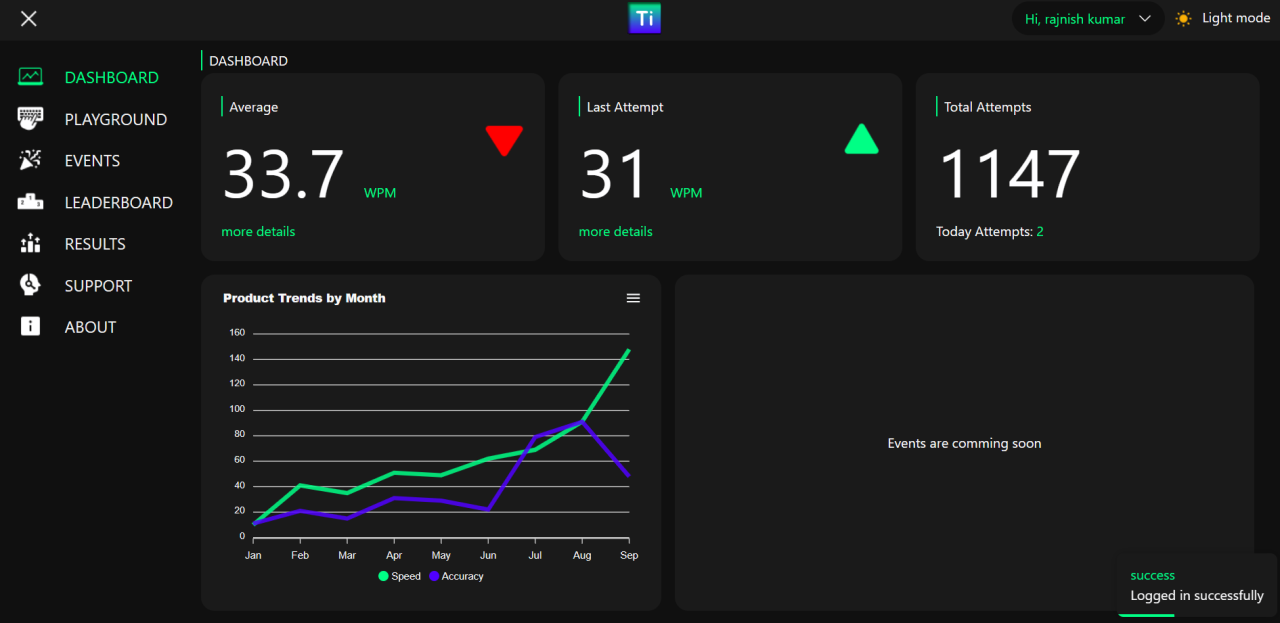 Ti
Hi, rajnish kumar
Light mode
DASHBOARD
PLAYGROUND
EVENTS
LEADERBOARD
RESULTS
SUPPORT
ABOUT
DASHBOARD
Average
33.7 WPM
more details
Last Attempt
31 WPM
more details
Total Attempts
1147
Today Attempts: 2
Product Trends by Month
160
140
120
100
80
60
40
20
0
Jan Feb Mar Apr May Jun Jul Aug Sep
Speed Accuracy
Events are comming soon
success
Logged in successfully